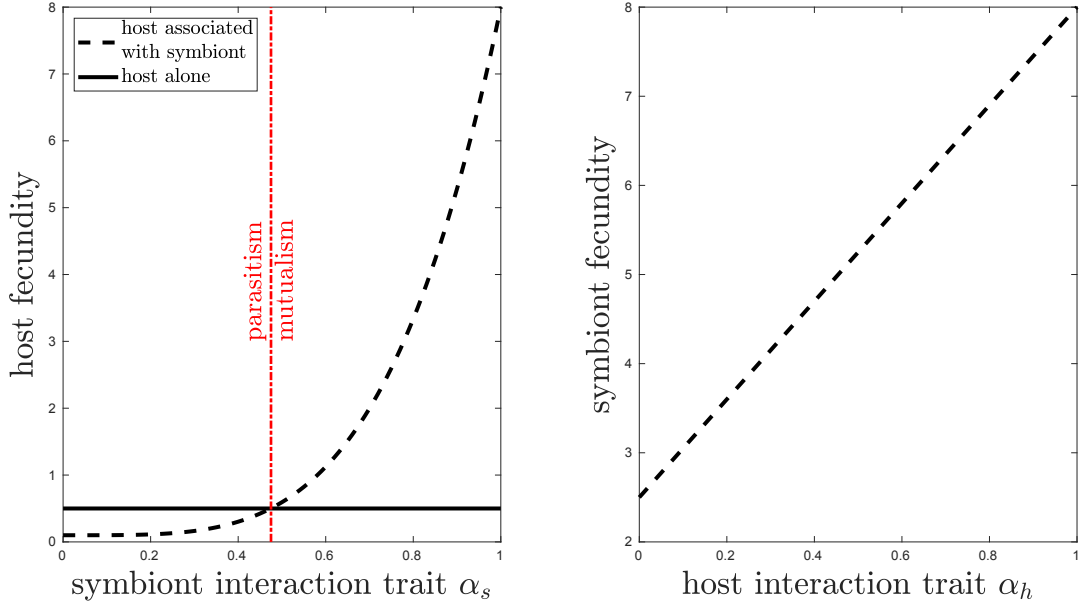 host associated
with symbiont
host alone
8
7
6
5
4
3
2
1
0
host fecundity
parasitism
mutualism
0 0.2 0.4 0.6 0.8 1
symbiont interaction trait αₛ
8
7
6
5
4
3
2
symbiont fecundity
0 0.2 0.4 0.6 0.8 1
host interaction trait αₕ